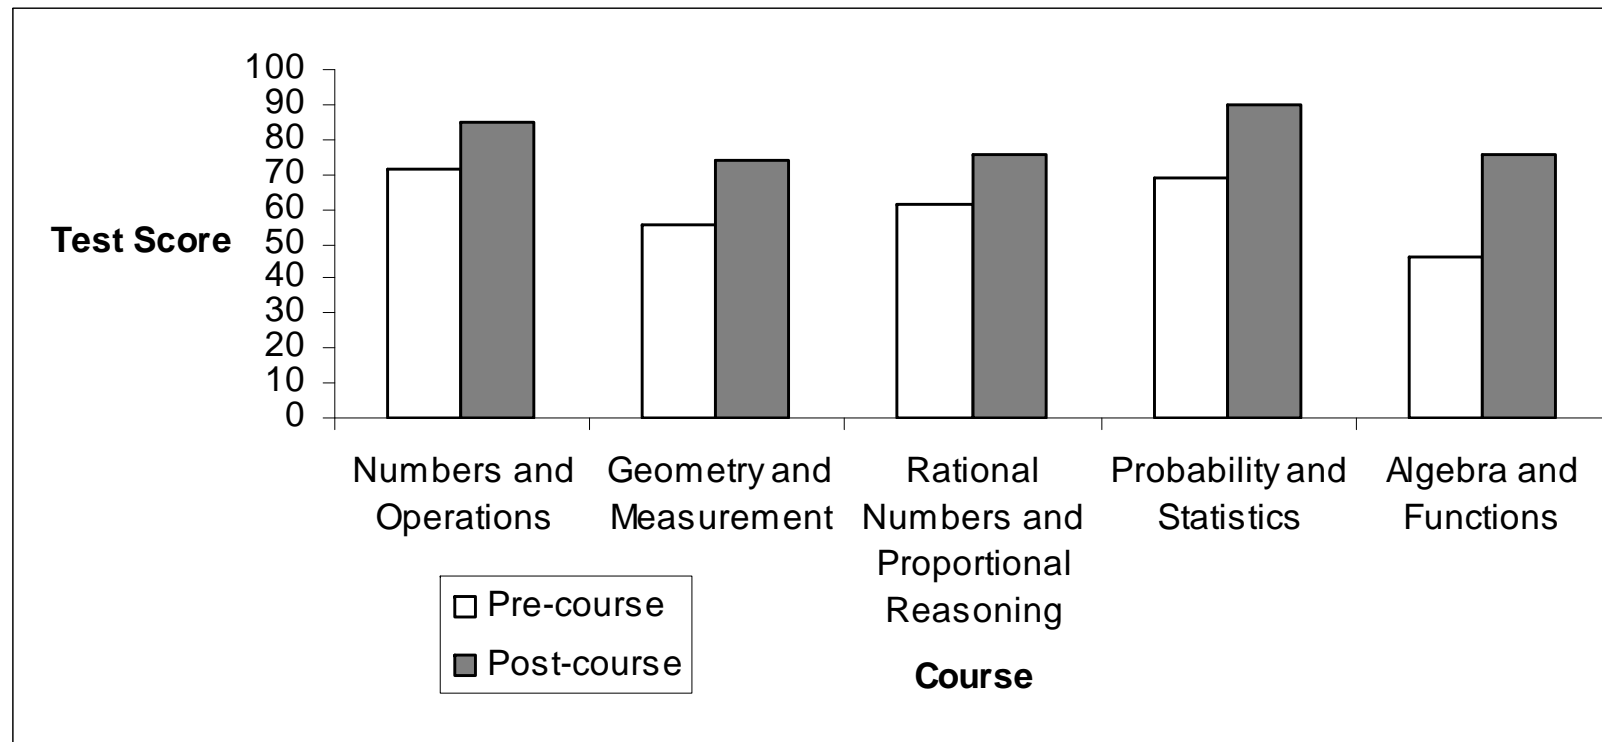 100
90
80
70
60
50
40
30
20
10
0
Test Score
Numbers and
Operations
Geometry and
Measurement
Rational
Numbers and
Proportional
Reasoning
Probability and
Statistics
Algebra and
Functions
Pre-course
Post-course
Course